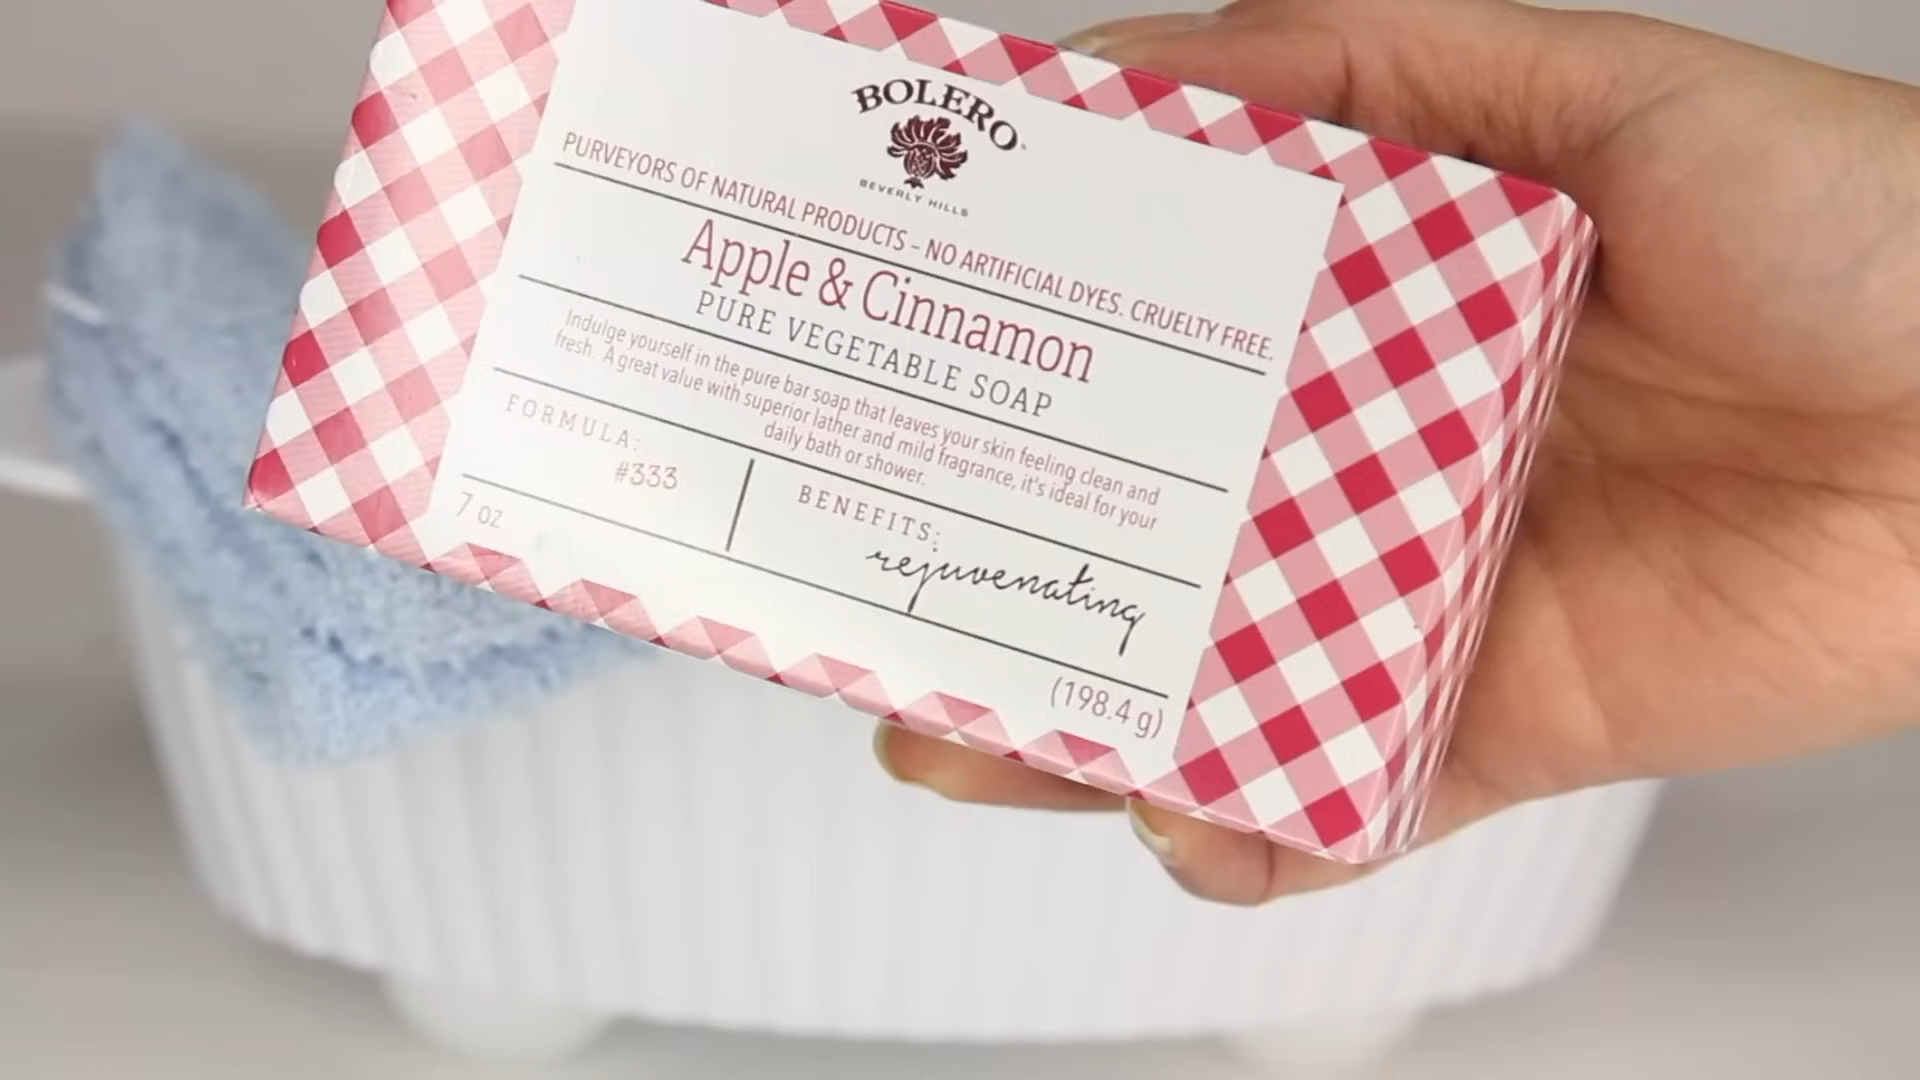 BOLERO
BEVERLY HILLS
PURVEYORS OF NATURAL PRODUCTS – NO ARTIFICIAL DYES. CRUELTY FREE.
Apple & Cinnamon
PURE VEGETABLE SOAP
Indulge yourself in the pure bar soap that leaves your skin feeling clean and
fresh. A great value with superior lather and mild fragrance, it's ideal for your
daily bath or shower.
FORMULA:
#333
BENEFITS:
rejuvenating
7 oz
(198.4 g)